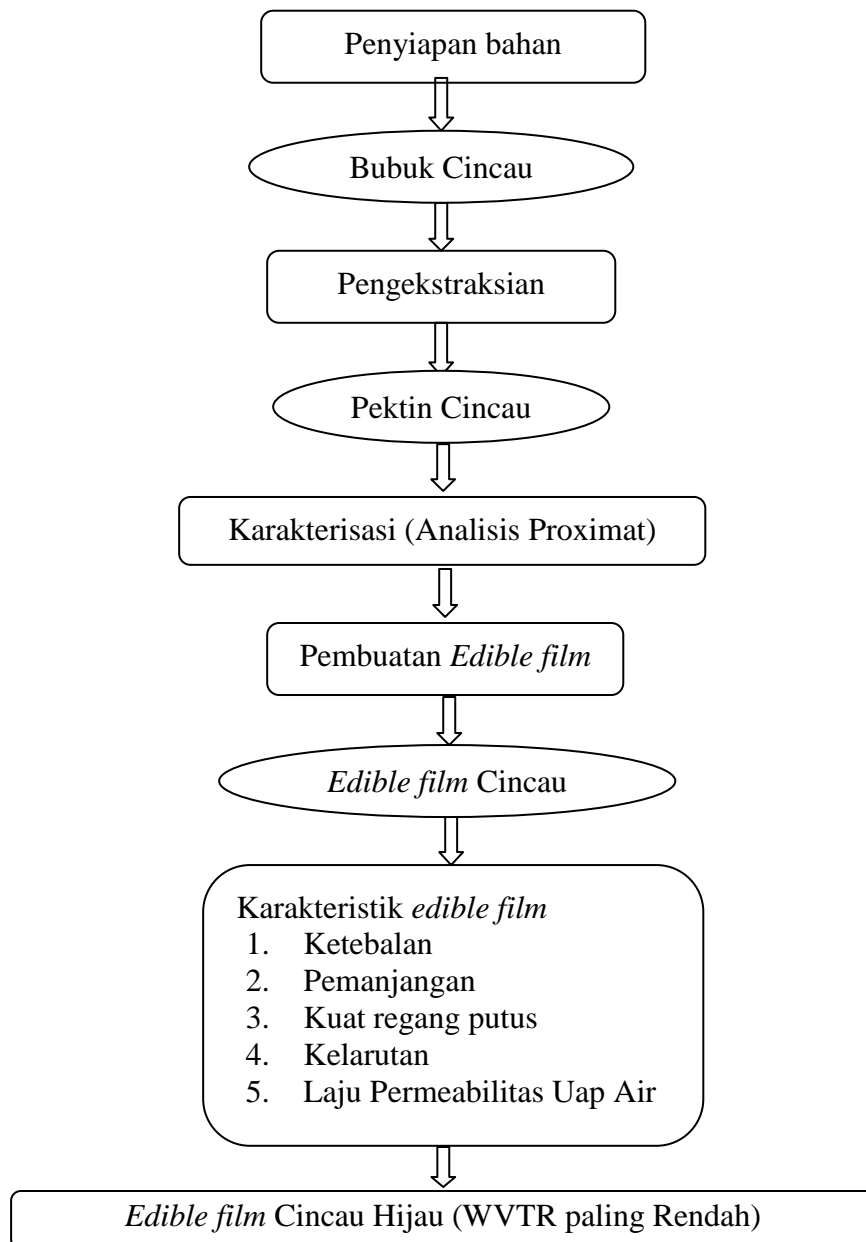 Penyiapan bahan
Bubuk Cincau
Pengekstraksian
Pektin Cincau
Karakterisasi (Analisis Proximat)
Pembuatan Edible film
Edible film Cincau
Karakteristik edible film
1. Ketebalan
2. Pemanjangan
3. Kuat regang putus
4. Kelarutan
5. Laju Permeabilitas Uap Air
Edible film Cincau Hijau (WVTR paling Rendah)